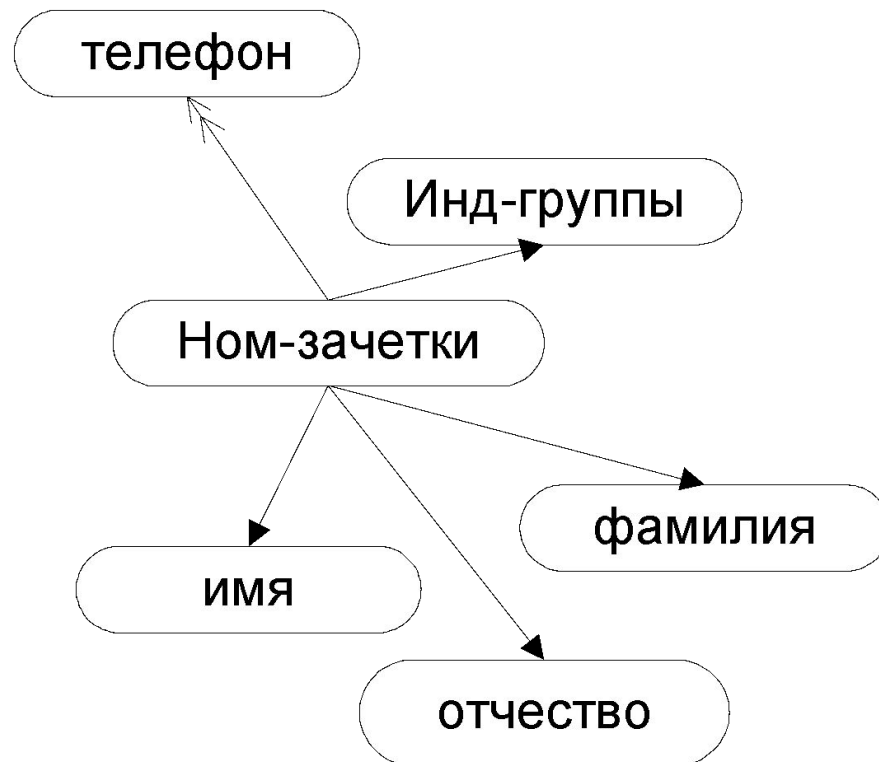 телефон
Инд-группы
Ном-зачетки
фамилия
имя
отчество